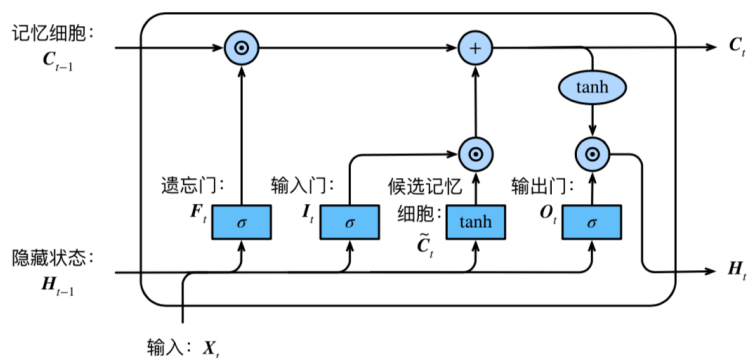 记忆细胞：
C_{t-1}
⊙
+
C_t
tanh
⊙
⊙
遗忘门：
F_t
σ
输入门：
I_t
σ
候选记忆
细胞：
C̃_t
tanh
输出门：
O_t
σ
隐藏状态：
H_{t-1}
H_t
输入：X_t